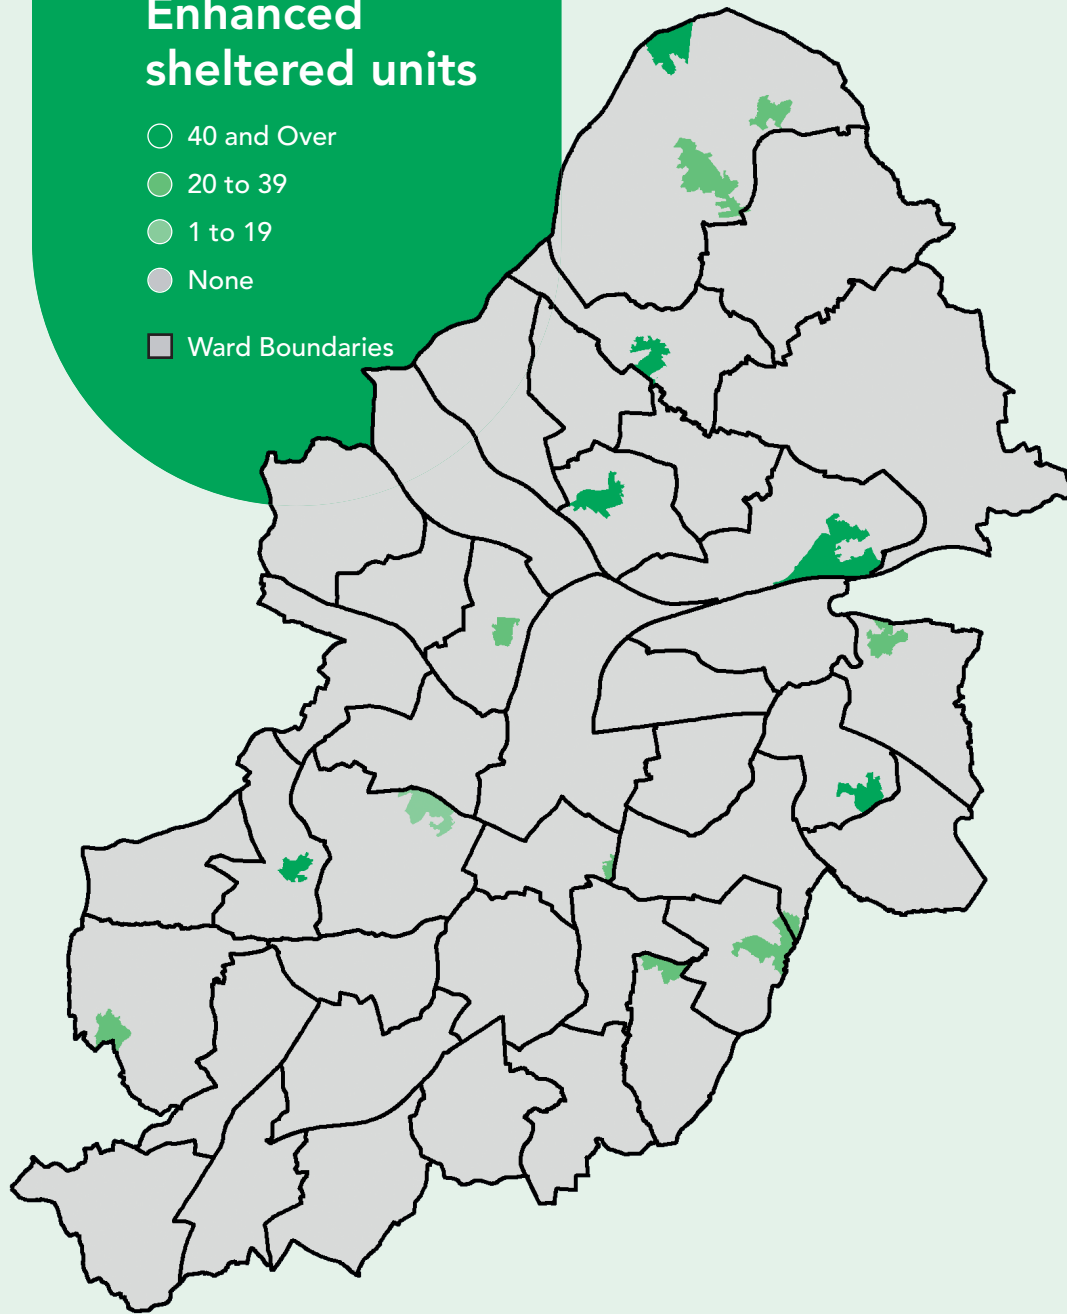 Enhanced
sheltered units
40 and Over
20 to 39
1 to 19
None
Ward Boundaries